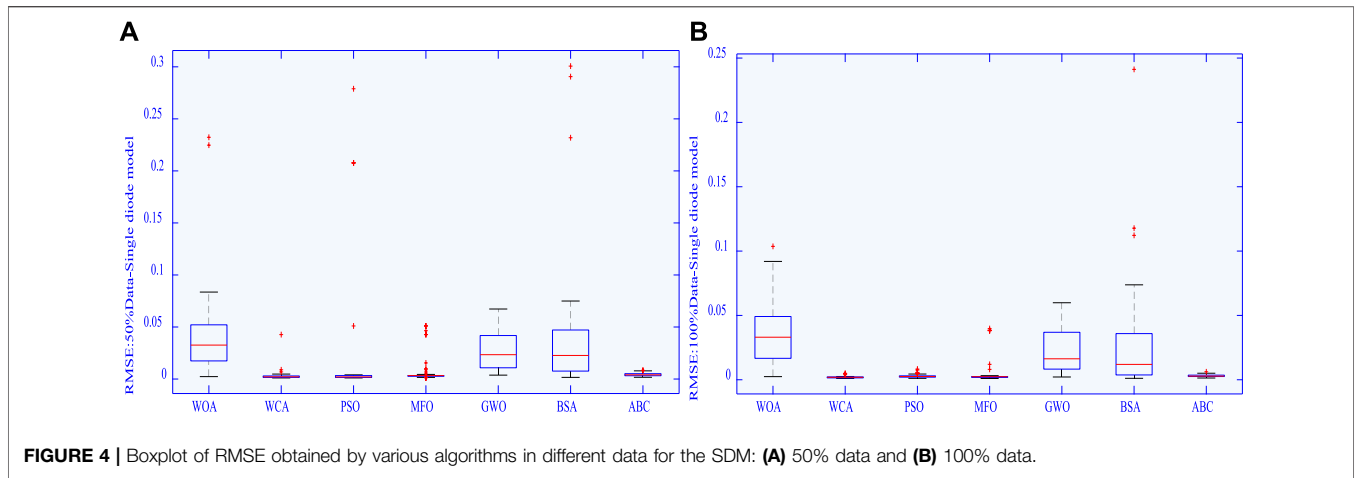 A
RMSE:50%Data-Single diode model
0.3
0.25
0.2
0.15
0.1
0.05
0
WOA WCA PSO MFO GWO BSA ABC
B
RMSE:100%Data-Single diode model
0.25
0.2
0.15
0.1
0.05
0
WOA WCA PSO MFO GWO BSA ABC
FIGURE 4 | Boxplot of RMSE obtained by various algorithms in different data for the SDM: (A) 50% data and (B) 100% data.